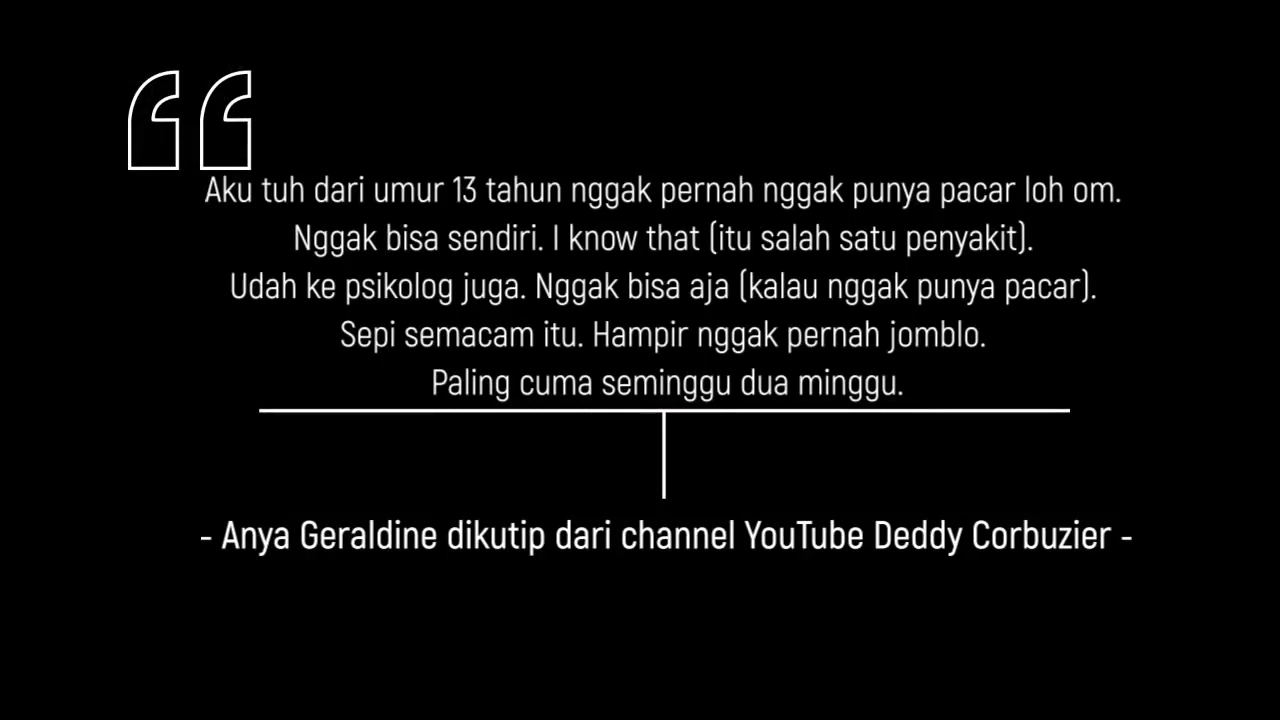 Aku tuh dari umur 13 tahun nggak pernah nggak punya pacar loh om.
Nggak bisa sendiri. I know that (itu salah satu penyakit).
Udah ke psikolog juga. Nggak bisa aja (kalau nggak punya pacar).
Sepi semacam itu. Hampir nggak pernah jomblo.
Paling cuma seminggu dua minggu.
- Anya Geraldine dikutip dari channel YouTube Deddy Corbuzier -